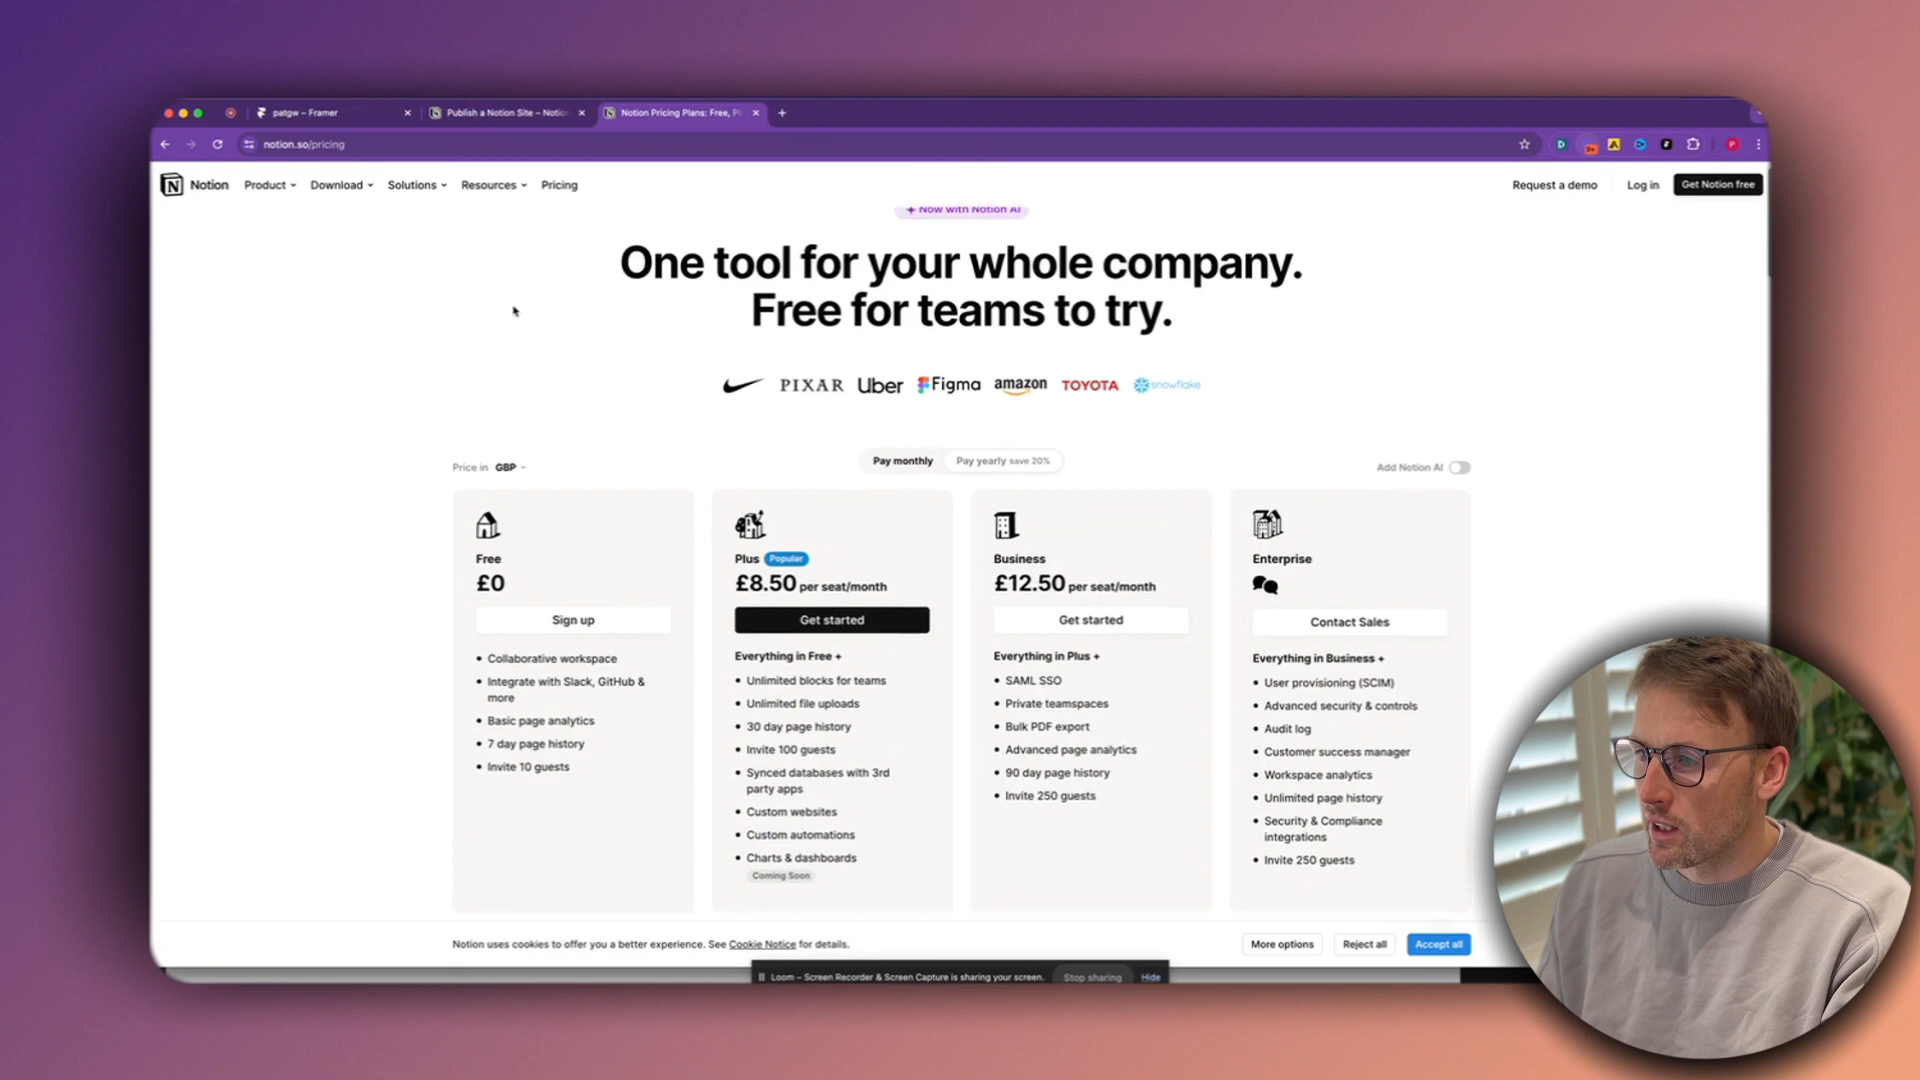 patgw – Framer
Publish a Notion Site – Notion
Notion Pricing Plans: Free, Pl
notion.so/pricing
Notion
Product
Download
Solutions
Resources
Pricing
Request a demo
Log in
Get Notion free
Now with Notion AI
One tool for your whole company.
Free for teams to try.
PIXAR
Uber
Figma
amazon
TOYOTA
snowflake
Price in GBP
Pay monthly
Pay yearly save 20%
Add Notion AI
Free
£0
Sign up
• Collaborative workspace
• Integrate with Slack, GitHub &
more
• Basic page analytics
• 7 day page history
• Invite 10 guests
Plus Popular
£8.50 per seat/month
Get started
Everything in Free +
• Unlimited blocks for teams
• Unlimited file uploads
• 30 day page history
• Invite 100 guests
• Synced databases with 3rd
party apps
• Custom websites
• Custom automations
• Charts & dashboards
Coming Soon
Business
£12.50 per seat/month
Get started
Everything in Plus +
• SAML SSO
• Private teamspaces
• Bulk PDF export
• Advanced page analytics
• 90 day page history
• Invite 250 guests
Enterprise
Contact Sales
Everything in Business +
• User provisioning (SCIM)
• Advanced security & controls
• Audit log
• Customer success manager
• Workspace analytics
• Unlimited page history
• Security & Compliance
integrations
• Invite 250 guests
Notion uses cookies to offer you a better experience. See Cookie Notice for details.
More options
Reject all
Accept all
Loom – Screen Recorder & Screen Capture is sharing your screen.
Stop sharing
Hide